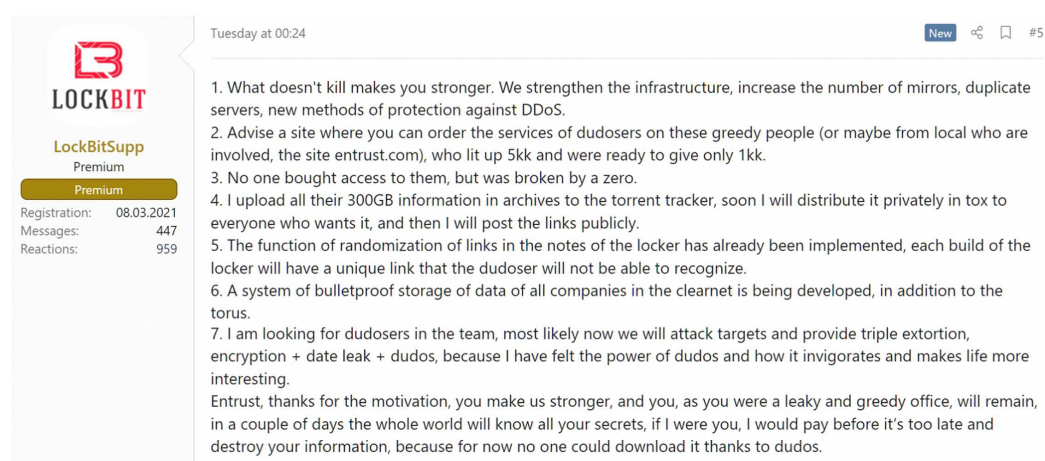 Tuesday at 00:24
New
#5
LOCKBIT
LockBitSupp
Premium
Premium
Registration: 08.03.2021
Messages: 447
Reactions: 959
1. What doesn't kill makes you stronger. We strengthen the infrastructure, increase the number of mirrors, duplicate
servers, new methods of protection against DDoS.
2. Advise a site where you can order the services of dudosers on these greedy people (or maybe from local who are
involved, the site entrust.com), who lit up 5kk and were ready to give only 1kk.
3. No one bought access to them, but was broken by a zero.
4. I upload all their 300GB information in archives to the torrent tracker, soon I will distribute it privately in tox to
everyone who wants it, and then I will post the links publicly.
5. The function of randomization of links in the notes of the locker has already been implemented, each build of the
locker will have a unique link that the dudoser will not be able to recognize.
6. A system of bulletproof storage of data of all companies in the clearnet is being developed, in addition to the
torus.
7. I am looking for dudosers in the team, most likely now we will attack targets and provide triple extortion,
encryption + date leak + dudos, because I have felt the power of dudos and how it invigorates and makes life more
interesting.
Entrust, thanks for the motivation, you make us stronger, and you, as you were a leaky and greedy office, will remain,
in a couple of days the whole world will know all your secrets, if I were you, I would pay before it's too late and
destroy your information, because for now no one could download it thanks to dudos.